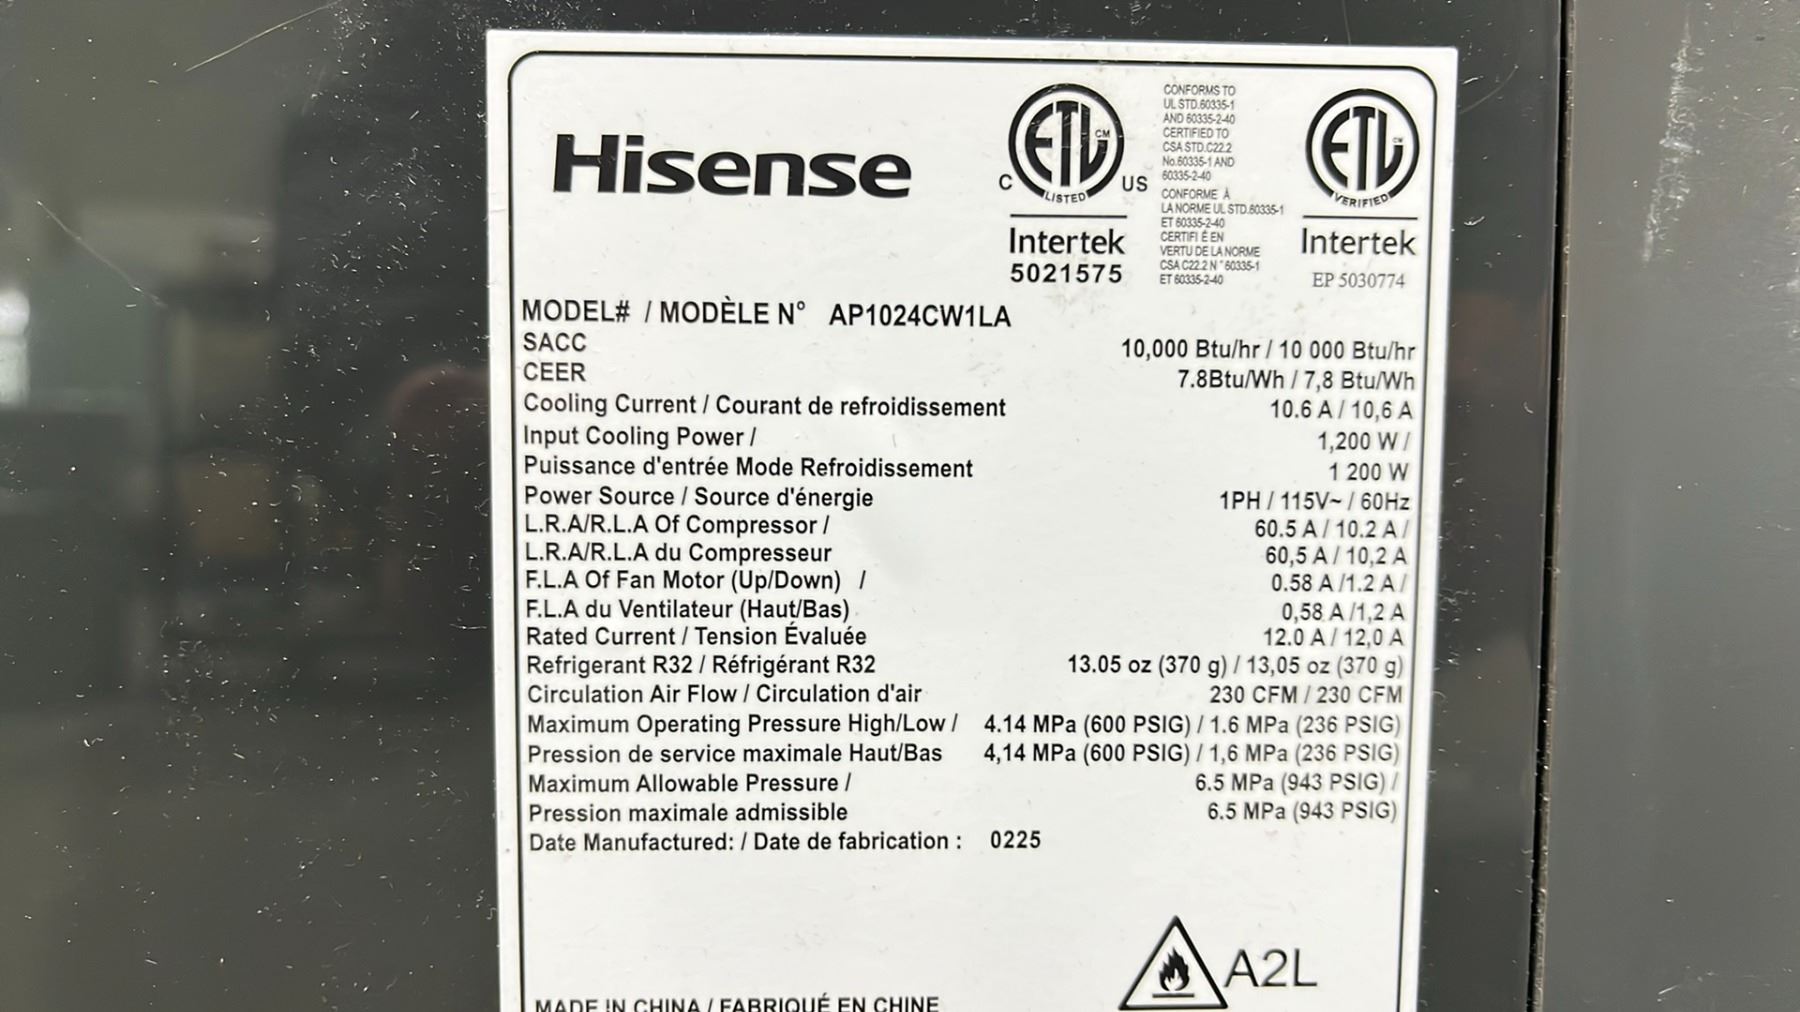 Hisense
ETL CM
LISTED
C US
Intertek
5021575
CONFORMS TO
UL STD.60335-1
AND 60335-2-40
CERTIFIED TO
CSA STD.C22.2
No.60335-1 AND
60335-2-40
CONFORME À
LA NORME UL STD.60335-1
ET 60335-2-40
CERTIFI É EN
VERTU DE LA NORME
CSA C22.2 N°60335-1
ET 60335-2-40
ETL CM
VERIFIED
Intertek
EP 5030774
MODEL# / MODÈLE N° AP1024CW1LA
SACC 10,000 Btu/hr / 10 000 Btu/hr
CEER 7.8Btu/Wh / 7,8 Btu/Wh
Cooling Current / Courant de refroidissement 10.6 A / 10,6 A
Input Cooling Power / 1,200 W /
Puissance d'entrée Mode Refroidissement 1 200 W
Power Source / Source d'énergie 1PH / 115V~ / 60Hz
L.R.A/R.L.A Of Compressor / 60.5 A / 10.2 A /
L.R.A/R.L.A du Compresseur 60,5 A / 10,2 A
F.L.A Of Fan Motor (Up/Down) / 0.58 A /1.2 A /
F.L.A du Ventilateur (Haut/Bas) 0,58 A /1,2 A
Rated Current / Tension Évaluée 12.0 A / 12,0 A
Refrigerant R32 / Réfrigérant R32 13.05 oz (370 g) / 13,05 oz (370 g)
Circulation Air Flow / Circulation d'air 230 CFM / 230 CFM
Maximum Operating Pressure High/Low / 4.14 MPa (600 PSIG) / 1.6 MPa (236 PSIG)
Pression de service maximale Haut/Bas 4,14 MPa (600 PSIG) / 1,6 MPa (236 PSIG)
Maximum Allowable Pressure / 6.5 MPa (943 PSIG) /
Pression maximale admissible 6.5 MPa (943 PSIG)
Date Manufactured: / Date de fabrication : 0225
A2L
MADE IN CHINA / FABRIQUÉ EN CHINE